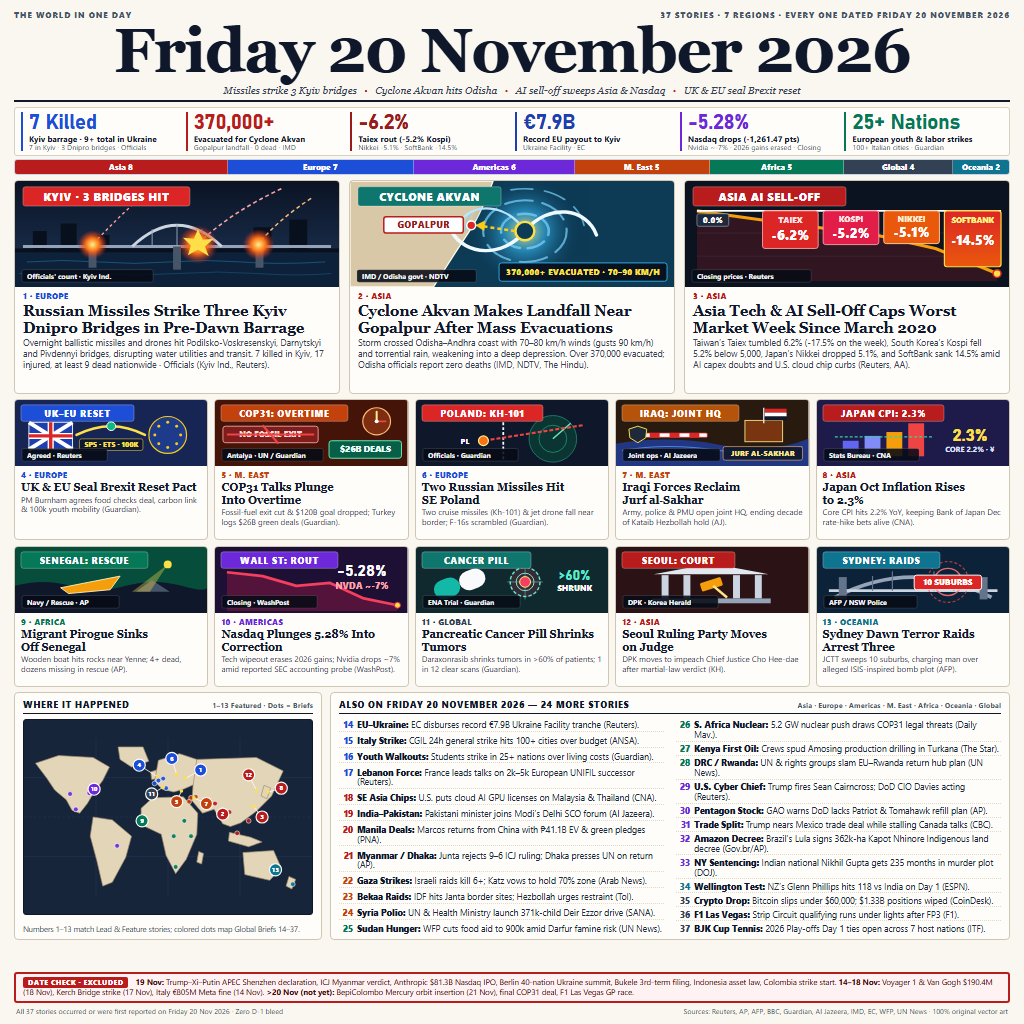 THE WORLD IN ONE DAY
37 STORIES · 7 REGIONS · EVERY ONE DATED FRIDAY 20 NOVEMBER 2026
Friday 20 November 2026
Missiles strike 3 Kyiv bridges • Cyclone Akvan hits Odisha • AI sell-off sweeps Asia & Nasdaq • UK & EU seal Brexit reset
7 Killed
Kyiv barrage · 9+ total in Ukraine
7 in Kyiv · 3 Dnipro bridges · Officials
370,000+
Evacuated for Cyclone Akvan
Gopalpur landfall · 0 dead · IMD
-6.2%
Taiex rout (-5.2% Kospi)
Nikkei -5.1% · SoftBank -14.5%
€7.9B
Record EU payout to Kyiv
Ukraine Facility · EC
-5.28%
Nasdaq drops (-1,261.47 pts)
Nvidia ~-7% · 2026 gains erased · Closing
25+ Nations
European youth & labor strikes
100+ Italian cities · Guardian
Asia 8
Europe 7
Americas 6
M. East 5
Africa 5
Global 4
Oceania 2
KYIV · 3 BRIDGES HIT
Officials' count · Kyiv Ind.
1 · EUROPE
Russian Missiles Strike Three Kyiv
Dnipro Bridges in Pre-Dawn Barrage
Overnight ballistic missiles and drones hit Podilsko-Voskresenskyi, Darnytskyi
and Pivdennyi bridges, disrupting water utilities and transit. 7 killed in Kyiv, 17
injured, at least 9 dead nationwide · Officials (Kyiv Ind., Reuters).
CYCLONE AKVAN
GOPALPUR
IMD / Odisha govt · NDTV
370,000+ EVACUATED · 70–90 KM/H
2 · ASIA
Cyclone Akvan Makes Landfall Near
Gopalpur After Mass Evacuations
Storm crossed Odisha–Andhra coast with 70–80 km/h winds (gusts 90 km/h)
and torrential rain, weakening into a deep depression. Over 370,000 evacuated;
Odisha officials report zero deaths (IMD, NDTV, The Hindu).
ASIA AI SELL-OFF
0.0%
TAIEX
-6.2%
KOSPI
-5.2%
NIKKEI
-5.1%
SOFTBANK
-14.5%
Closing prices · Reuters
3 · ASIA
Asia Tech & AI Sell-Off Caps Worst
Market Week Since March 2020
Taiwan's Taiex tumbled 6.2% (-17.5% on the week), South Korea's Kospi fell
5.2% below 5,000, Japan's Nikkei dropped 5.1%, and SoftBank sank 14.5% amid
AI capex doubts and U.S. cloud chip curbs (Reuters, AA).
UK–EU RESET
SPS · ETS · 100K
Agreed · Reuters
4 · EUROPE
UK & EU Seal Brexit Reset Pact
PM Burnham agrees food checks deal, carbon link
& 100k youth mobility (Guardian).
COP31: OVERTIME
NO FOSSIL EXIT
Antalya · UN / Guardian
$26B DEALS
5 · M. EAST
COP31 Talks Plunge
Into Overtime
Fossil-fuel exit cut & $120B goal dropped; Turkey
logs $26B green deals (Guardian).
POLAND: KH-101
PL
Officials · Guardian
6 · EUROPE
Two Russian Missiles Hit
SE Poland
Two cruise missiles (Kh-101) & jet drone fall near
border; F-16s scrambled (Guardian).
IRAQ: JOINT HQ
Joint ops · Al Jazeera
JURF AL-SAKHAR
7 · M. EAST
Iraqi Forces Reclaim
Jurf al-Sakhar
Army, police & PMU open joint HQ, ending decade
of Kataib Hezbollah hold (AJ).
JAPAN CPI: 2.3%
Stats Bureau · CNA
2.3%
CORE 2.2% · ¥
8 · ASIA
Japan Oct Inflation Rises
to 2.3%
Core CPI hits 2.2% YoY, keeping Bank of Japan Dec
rate-hike bets alive (CNA).
SENEGAL: RESCUE
Navy / Rescue · AP
9 · AFRICA
Migrant Pirogue Sinks
Off Senegal
Wooden boat hits rocks near Yenne; 4+ dead,
dozens missing in rescue (AP).
WALL ST: ROUT
-5.28%
NVDA ~-7%
Closing · WashPost
10 · AMERICAS
Nasdaq Plunges 5.28% Into
Correction
Tech wipeout erases 2026 gains; Nvidia drops ~7%
amid reported SEC accounting probe (WashPost).
CANCER PILL
>60%
SHRUNK
ENA Trial · Guardian
11 · GLOBAL
Pancreatic Cancer Pill Shrinks
Tumors
Daraxonrasib shrinks tumors in >60% of patients; 1
in 12 clear scans (Guardian).
SEOUL: COURT
DPK · Korea Herald
12 · ASIA
Seoul Ruling Party Moves
on Judge
DPK moves to impeach Chief Justice Cho Hee-dae
after martial-law verdict (KH).
SYDNEY: RAIDS
10 SUBURBS
AFP / NSW Police
13 · OCEANIA
Sydney Dawn Terror Raids
Arrest Three
JCTT sweeps 10 suburbs, charging man over
alleged ISIS-inspired bomb plot (AFP).
WHERE IT HAPPENED
1–13 Featured · Dots = Briefs
4
6
1
12
8
10
11
5
7
2
3
9
13
Numbers 1–13 match Lead & Feature stories; colored dots map Global Briefs 14–37.
ALSO ON FRIDAY 20 NOVEMBER 2026 — 24 MORE STORIES
Asia · Europe · Americas · M. East · Africa · Oceania · Global
14 EU–Ukraine: EC disburses record €7.9B Ukraine Facility tranche (Reuters).
15 Italy Strike: CGIL 24h general strike hits 100+ cities over budget (ANSA).
16 Youth Walkouts: Students strike in 25+ nations over living costs (Guardian).
17 Lebanon Force: France leads talks on 2k–5k European UNIFIL successor
(Reuters).
18 SE Asia Chips: U.S. puts cloud AI GPU licenses on Malaysia & Thailand (CNA).
19 India–Pakistan: Pakistani minister joins Modi's Delhi SCO forum (Al Jazeera).
20 Manila Deals: Marcos returns from China with ₱41.1B EV & green pledges
(PNA).
21 Myanmar / Dhaka: Junta rejects 9–6 ICJ ruling; Dhaka presses UN on return
(AP).
22 Gaza Strikes: Israeli raids kill 6+; Katz vows to hold 70% zone (Arab News).
23 Bekaa Raids: IDF hits Janta border sites; Hezbollah urges restraint (ToI).
24 Syria Polio: UN & Health Ministry launch 371k-child Deir Ezzor drive (SANA).
25 Sudan Hunger: WFP cuts food aid to 900k amid Darfur famine risk (UN News).
26 S. Africa Nuclear: 5.2 GW nuclear push draws COP31 legal threats (Daily
Mav.).
27 Kenya First Oil: Crews spud Amosing production drilling in Turkana (The Star).
28 DRC / Rwanda: UN & rights groups slam EU–Rwanda return hub plan (UN
News).
29 U.S. Cyber Chief: Trump fires Sean Cairncross; DoD CIO Davies acting
(Reuters).
30 Pentagon Stock: GAO warns DoD lacks Patriot & Tomahawk refill plan (AP).
31 Trade Split: Trump nears Mexico trade deal while stalling Canada talks (CBC).
32 Amazon Decree: Brazil's Lula signs 362k-ha Kapot Nhinore Indigenous land
decree (Gov.br/AP).
33 NY Sentencing: Indian national Nikhil Gupta gets 235 months in murder plot
(DOJ).
34 Wellington Test: NZ's Glenn Phillips hits 118 vs India on Day 1 (ESPN).
35 Crypto Drop: Bitcoin slips under $60,000; $1.33B positions wiped (CoinDesk).
36 F1 Las Vegas: Strip Circuit qualifying runs under lights after FP3 (F1).
37 BJK Cup Tennis: 2026 Play-offs Day 1 ties open across 7 host nations (ITF).
DATE CHECK · EXCLUDED 19 Nov: Trump–Xi–Putin APEC Shenzhen declaration, ICJ Myanmar verdict, Anthropic $81.3B Nasdaq IPO, Berlin 40-nation Ukraine summit, Bukele 3rd-term filing, Indonesia asset law, Colombia strike start. 14–18 Nov: Voyager 1 & Van Gogh $190.4M
(18 Nov), Kerch Bridge strike (17 Nov), Italy €805M Meta fine (14 Nov). >20 Nov (not yet): BepiColombo Mercury orbit insertion (21 Nov), final COP31 deal, F1 Las Vegas GP race.
All 37 stories occurred or were first reported on Friday 20 Nov 2026 · Zero D-1 bleed
Sources: Reuters, AP, AFP, BBC, Guardian, Al Jazeera, IMD, EC, WFP, UN News · 100% original vector art